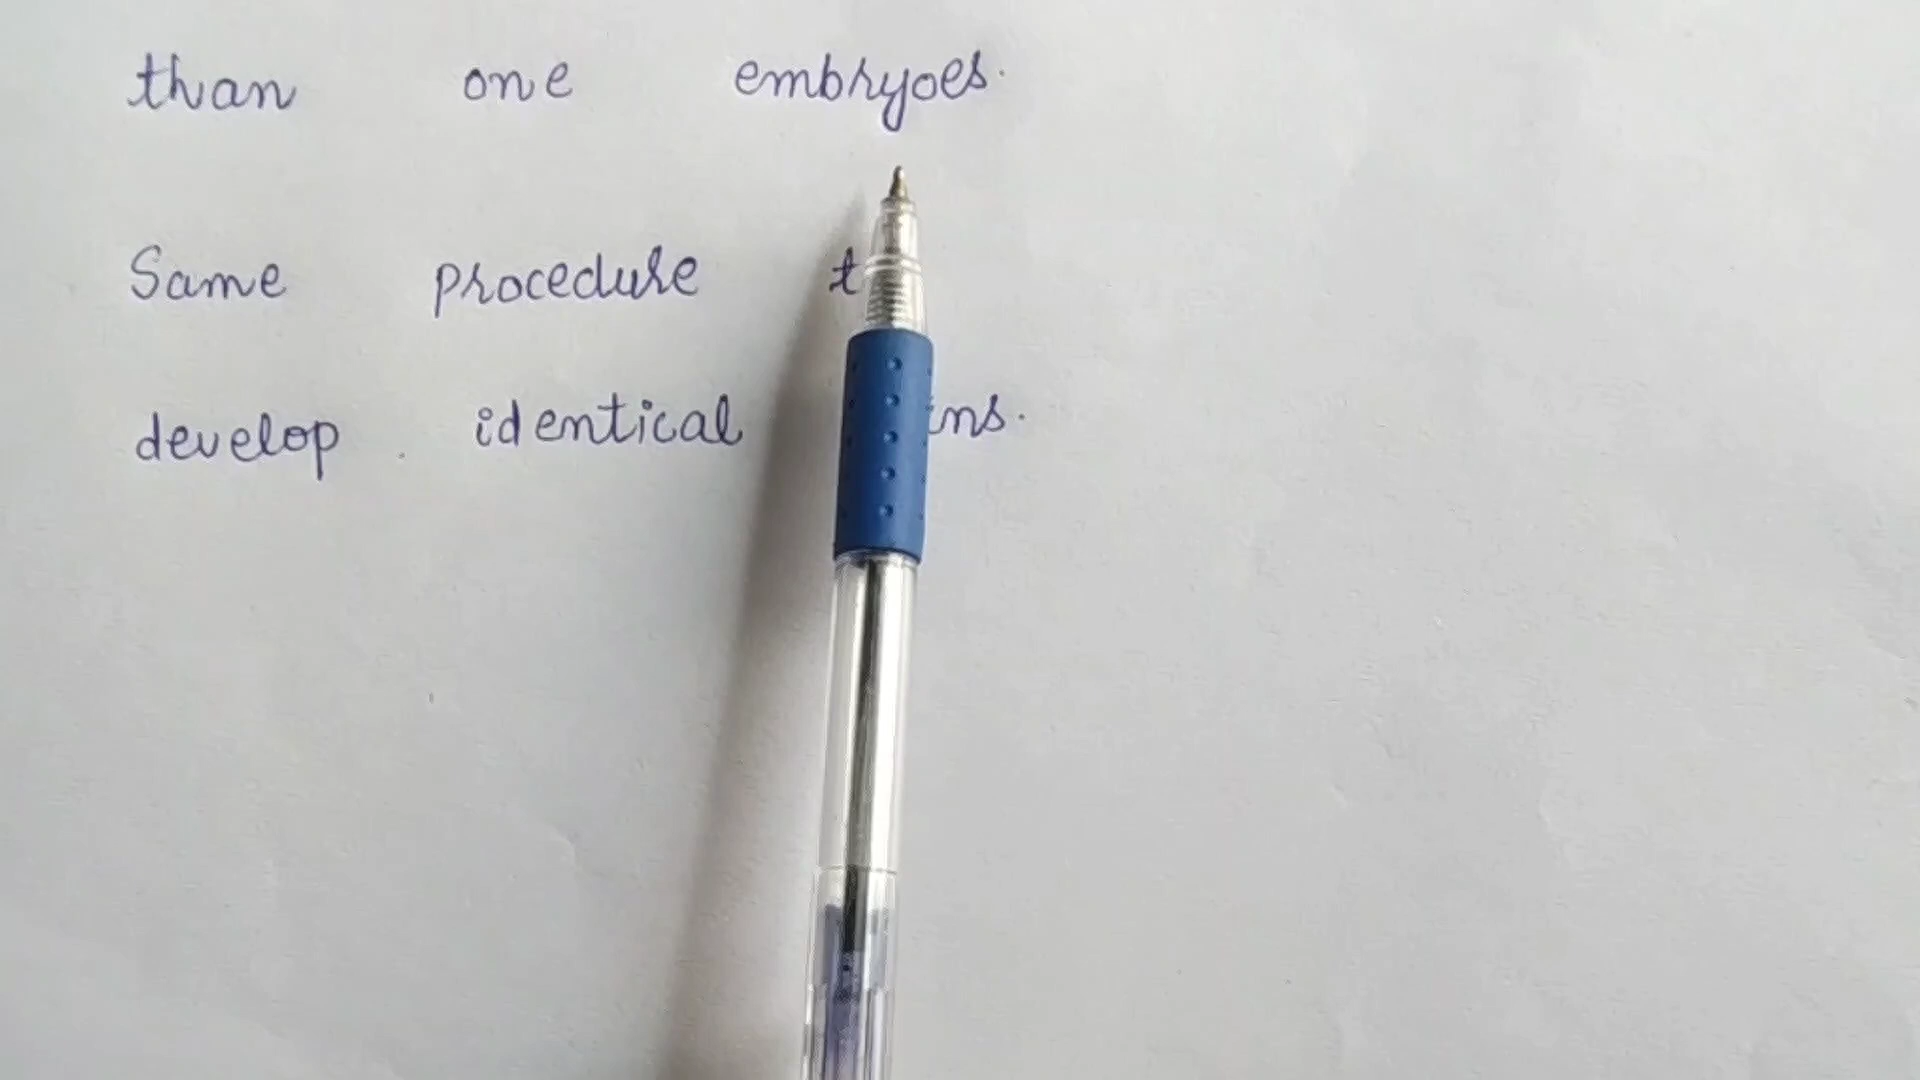 than one embryoes.
Same procedure
develop identical